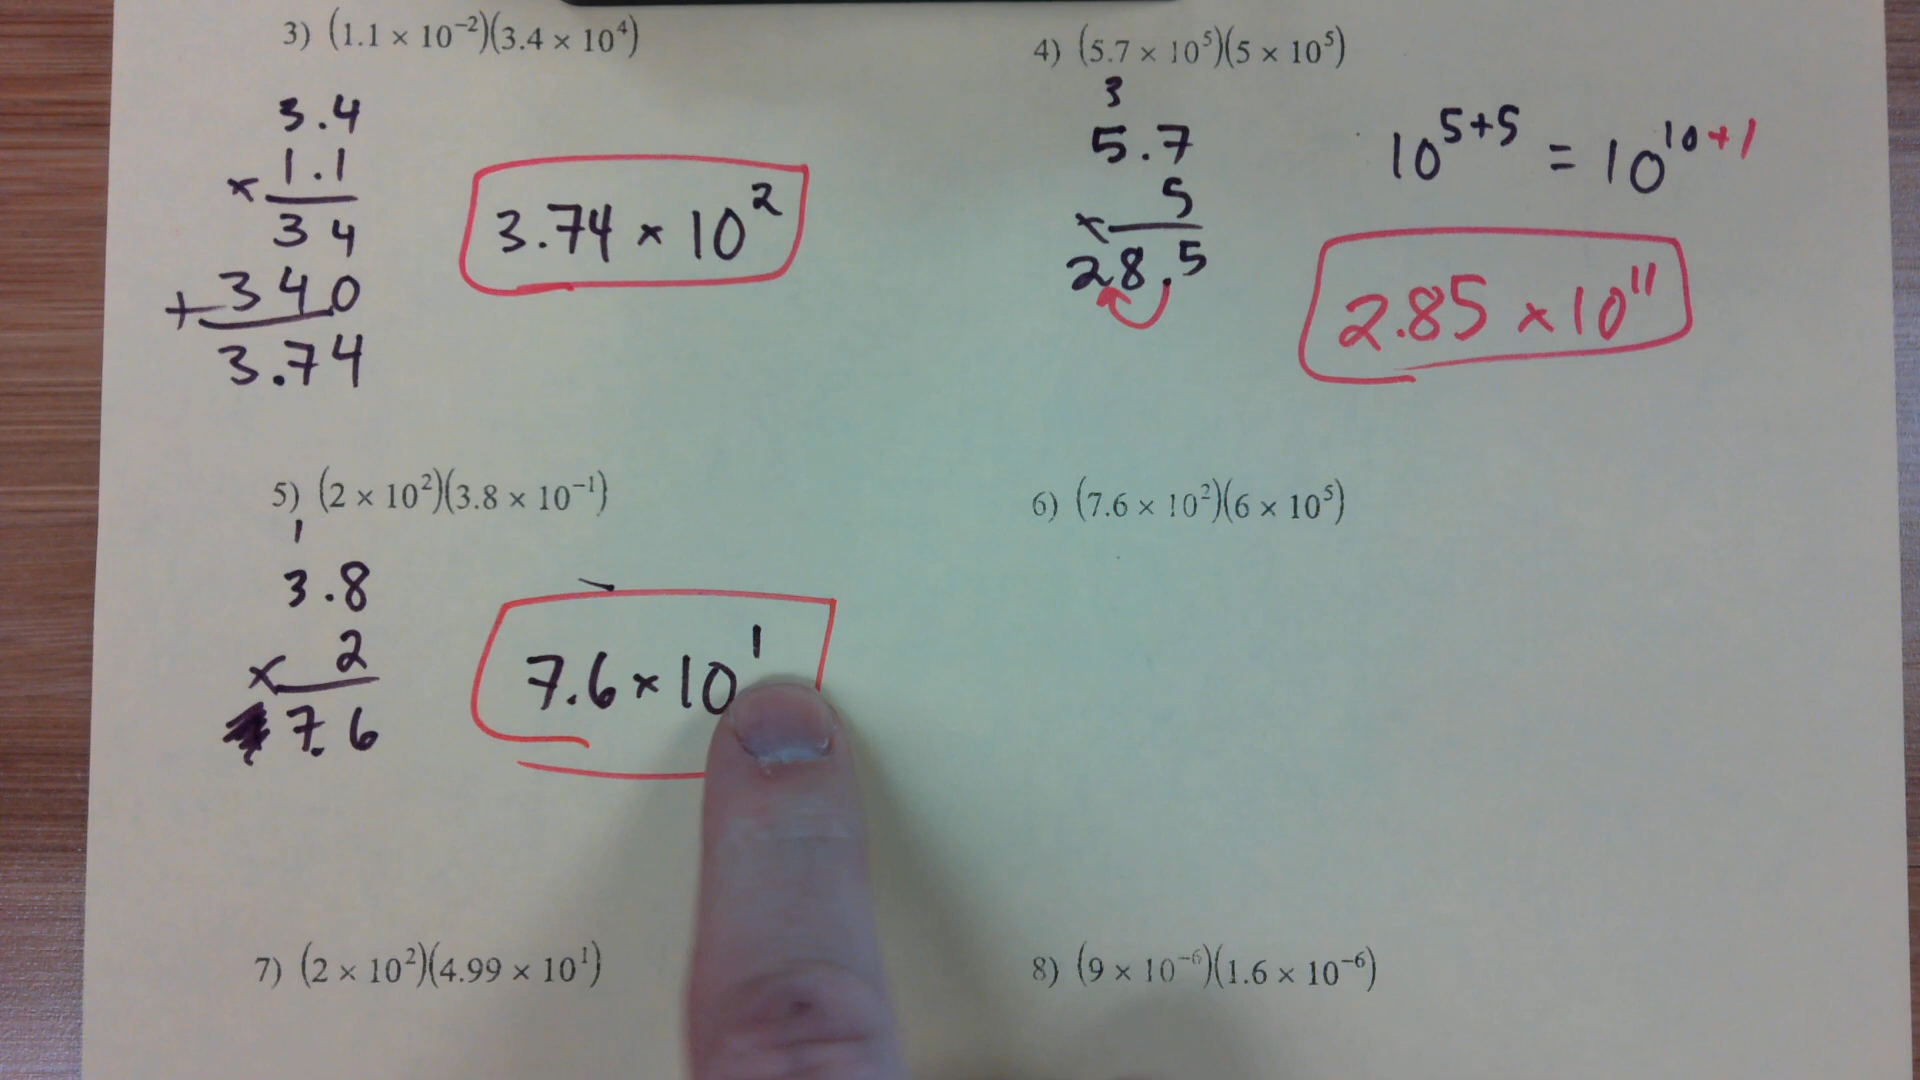 3) (1.1 × 10⁻²)(3.4 × 10⁴)
3.4
× 1.1
34
+ 340
3.74
3.74 × 10²
4) (5.7 × 10⁵)(5 × 10⁵)
3
5.7
× 5
28.5
10⁵⁺⁵ = 10¹⁰⁺¹
2.85 × 10¹¹
5) (2 × 10²)(3.8 × 10⁻¹)
1
3.8
× 2
7.6
7.6 × 10¹
6) (7.6 × 10²)(6 × 10⁵)
7) (2 × 10²)(4.99 × 10¹)
8) (9 × 10⁻⁶)(1.6 × 10⁻⁶)